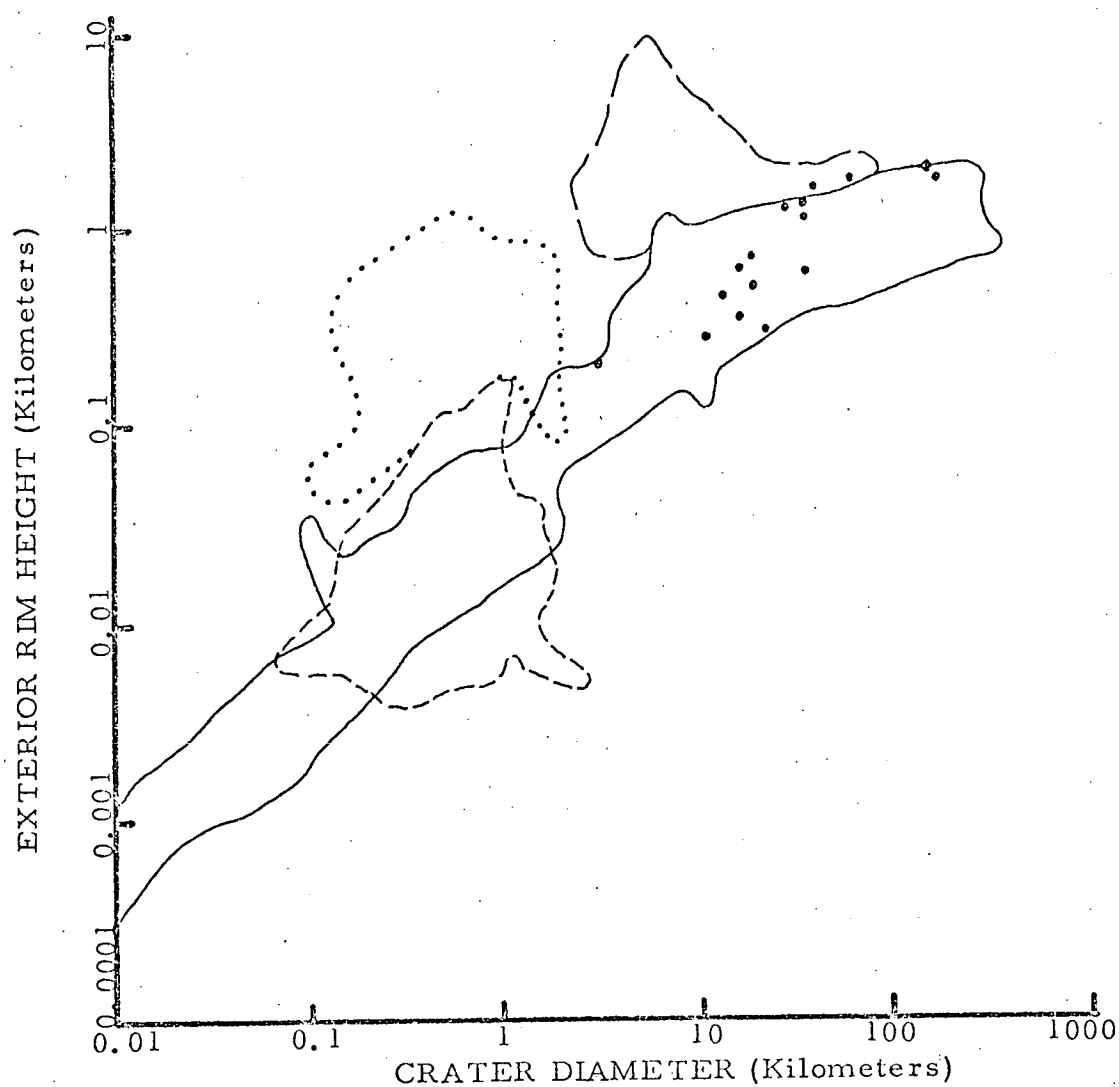 EXTERIOR RIM HEIGHT (Kilometers)
10
1
0.1
0.01
0.001
0.0001
0.01 0.1 1 10 100 1000
CRATER DIAMETER (Kilometers)